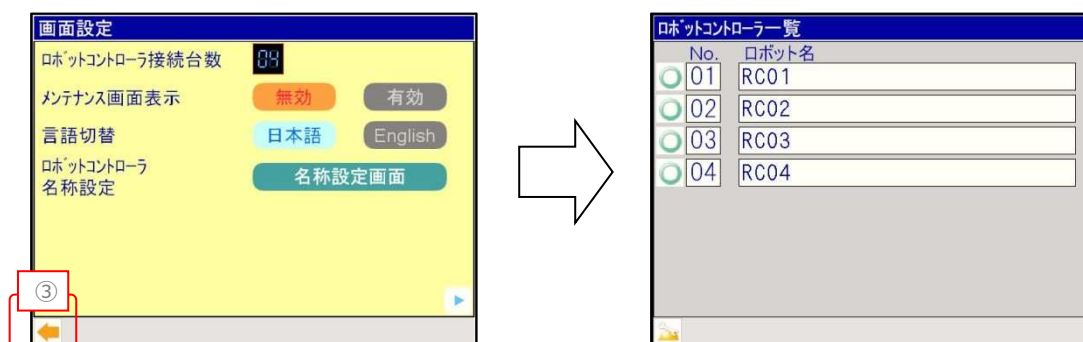 画面設定
ﾛﾎﾞｯﾄｺﾝﾄﾛｰﾗ接続台数 04
ﾒﾝﾃﾅﾝｽ画面表示 無効 有効
言語切替 日本語 English
ﾛﾎﾞｯﾄｺﾝﾄﾛｰﾗ
名称設定 名称設定画面
③
ﾛﾎﾞｯﾄｺﾝﾄﾛｰﾗ一覧
No. ロボット名
01 RC01
02 RC02
03 RC03
04 RC04